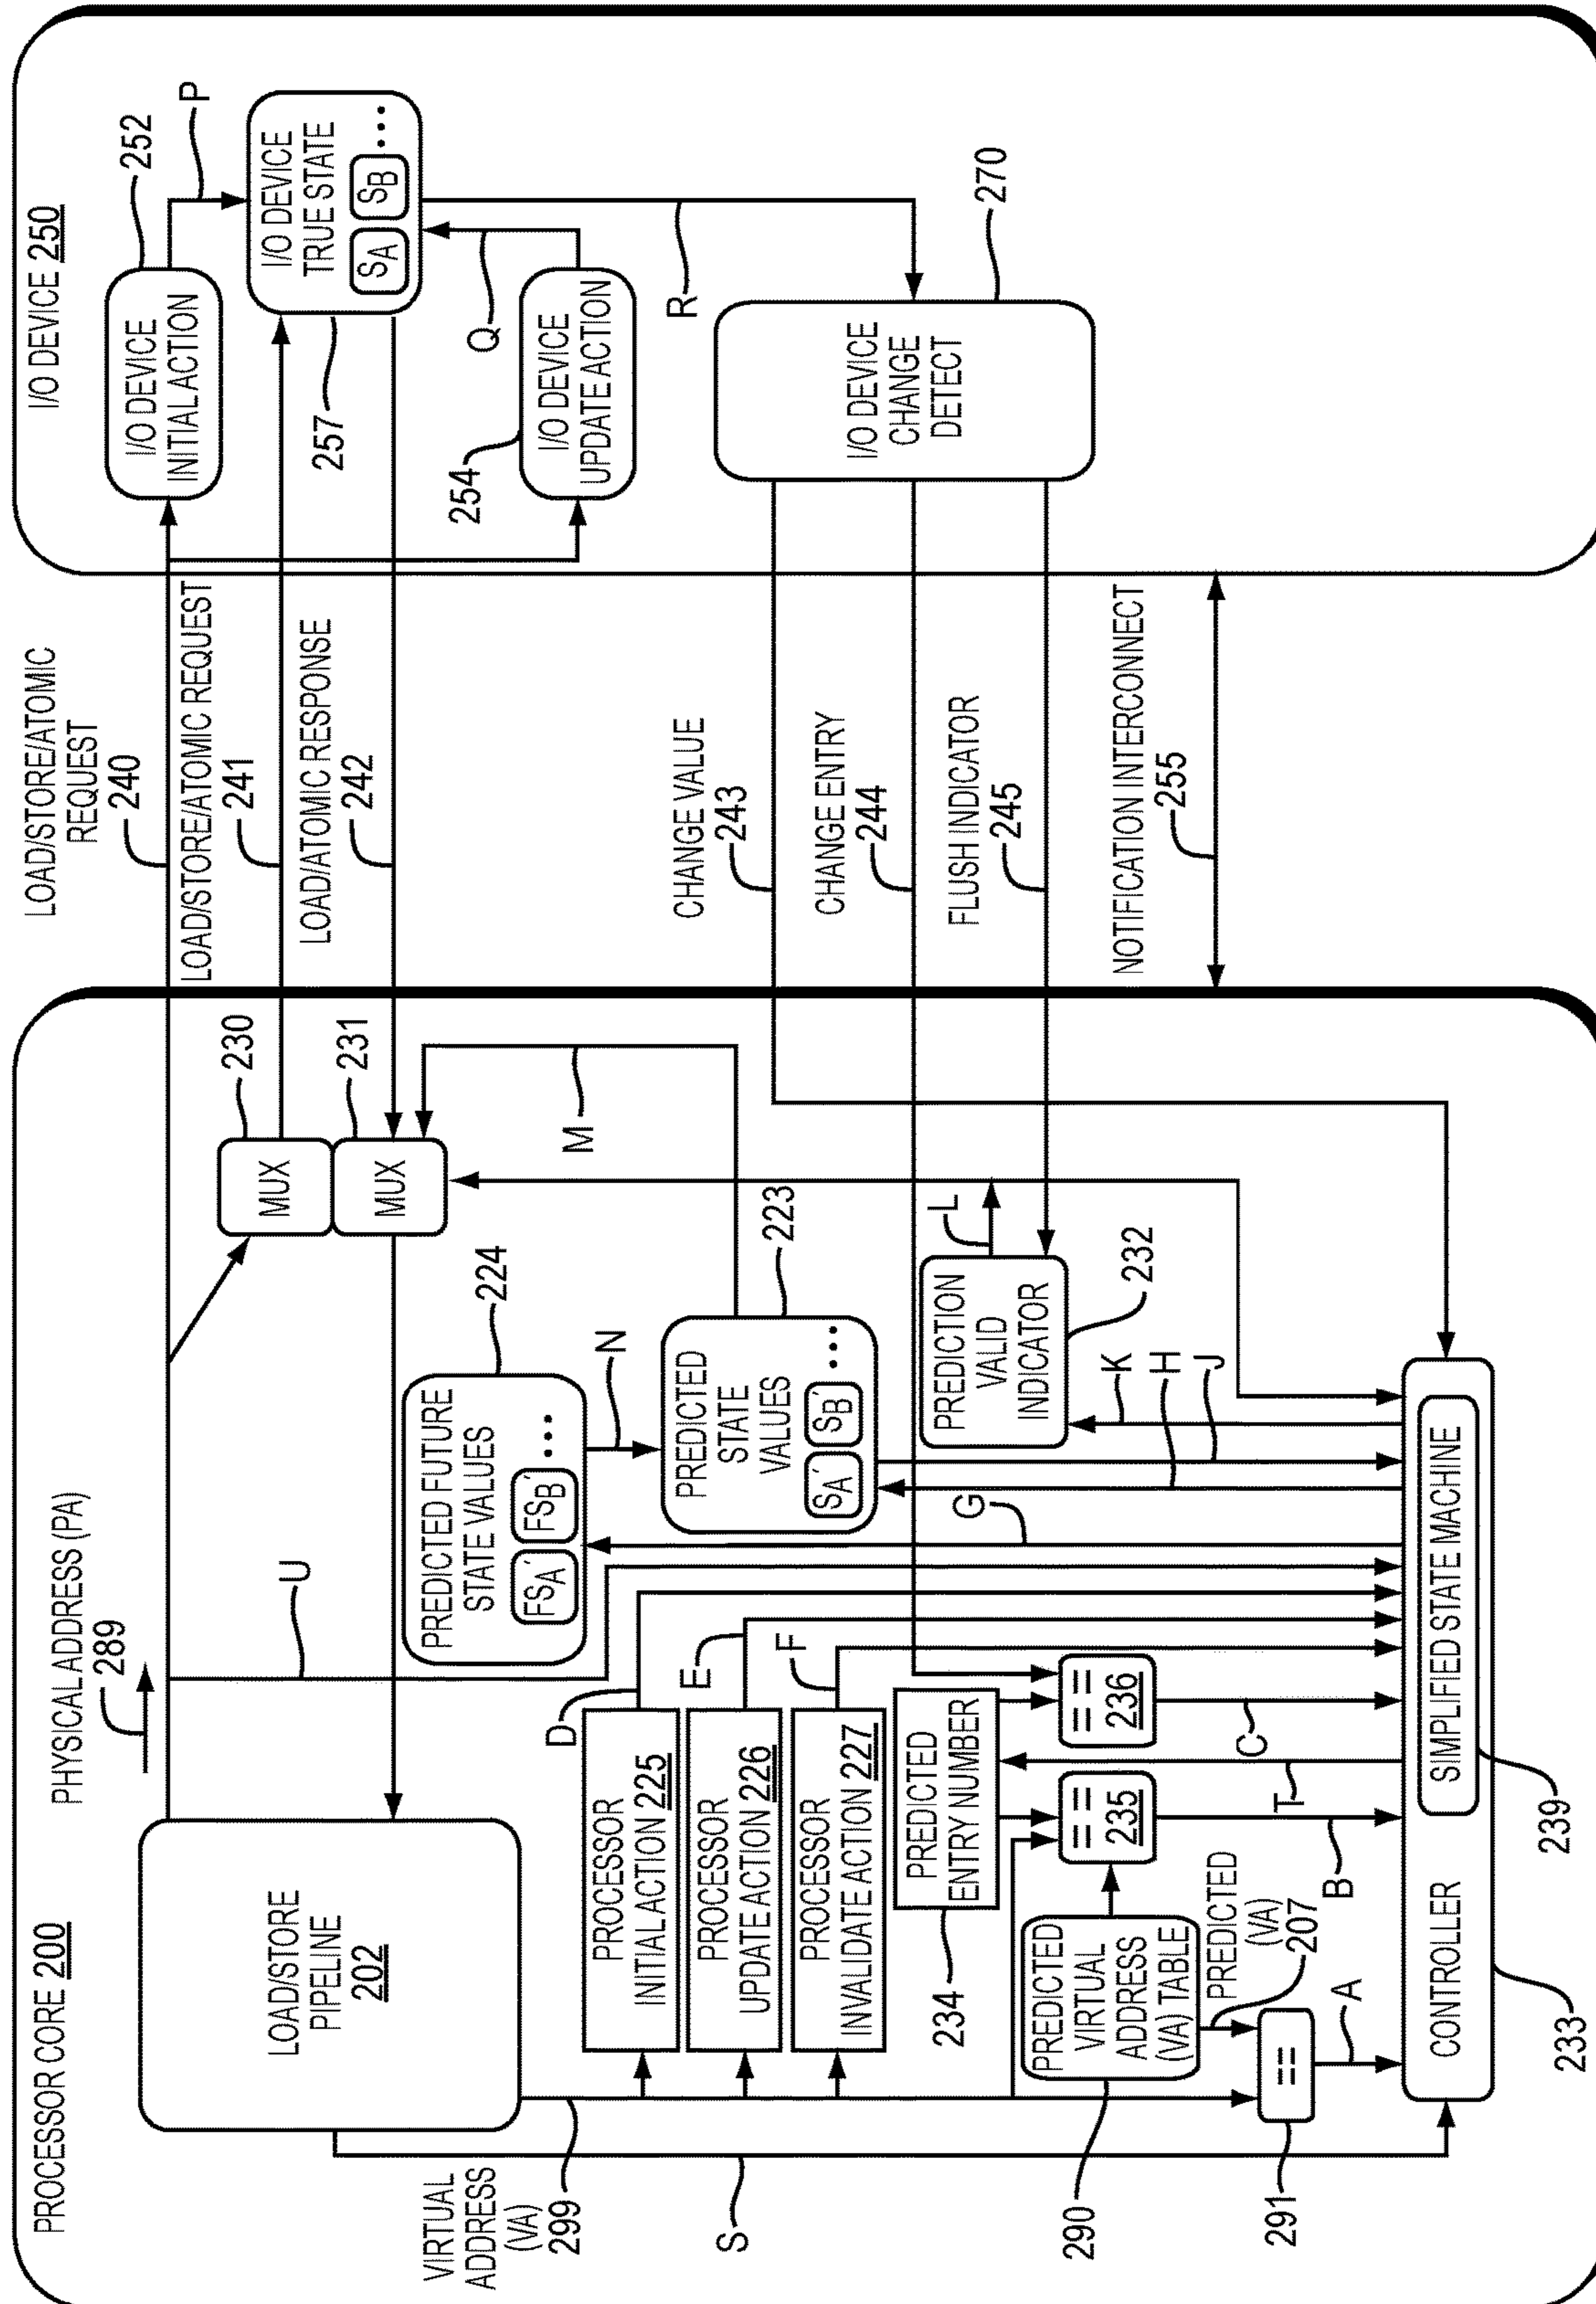 PROCESSOR CORE 200
PHYSICAL ADDRESS (PA)
289
LOAD/STORE/ATOMIC
REQUEST
240
LOAD/STORE/ATOMIC REQUEST
241
LOAD/ATOMIC RESPONSE
242
I/O DEVICE 250
I/O DEVICE
INITIAL ACTION
252
P
I/O DEVICE
TRUE STATE
SA
SB
...
257
Q
254
I/O DEVICE
UPDATE ACTION
R
I/O DEVICE
CHANGE
DETECT
270
CHANGE VALUE
243
CHANGE ENTRY
244
FLUSH INDICATOR
245
NOTIFICATION INTERCONNECT
255
LOAD/STORE
PIPELINE
202
U
MUX
230
MUX
231
M
PREDICTED FUTURE
STATE VALUES
FSA´
FSB´
...
224
N
PREDICTED
STATE
VALUES
SA´
SB´
...
223
L
PREDICTION
VALID
INDICATOR
232
K
H
J
G
VIRTUAL
ADDRESS
(VA)
299
S
PROCESSOR
INITIAL ACTION 225
D
PROCESSOR
UPDATE ACTION 226
E
PROCESSOR
INVALIDATE ACTION 227
F
234
PREDICTED
ENTRY NUMBER
290
PREDICTED
VIRTUAL
ADDRESS
(VA) TABLE
PREDICTED
(VA)
207
==
235
==
236
==
291
A
B
T
C
CONTROLLER
233
SIMPLIFIED STATE MACHINE
239